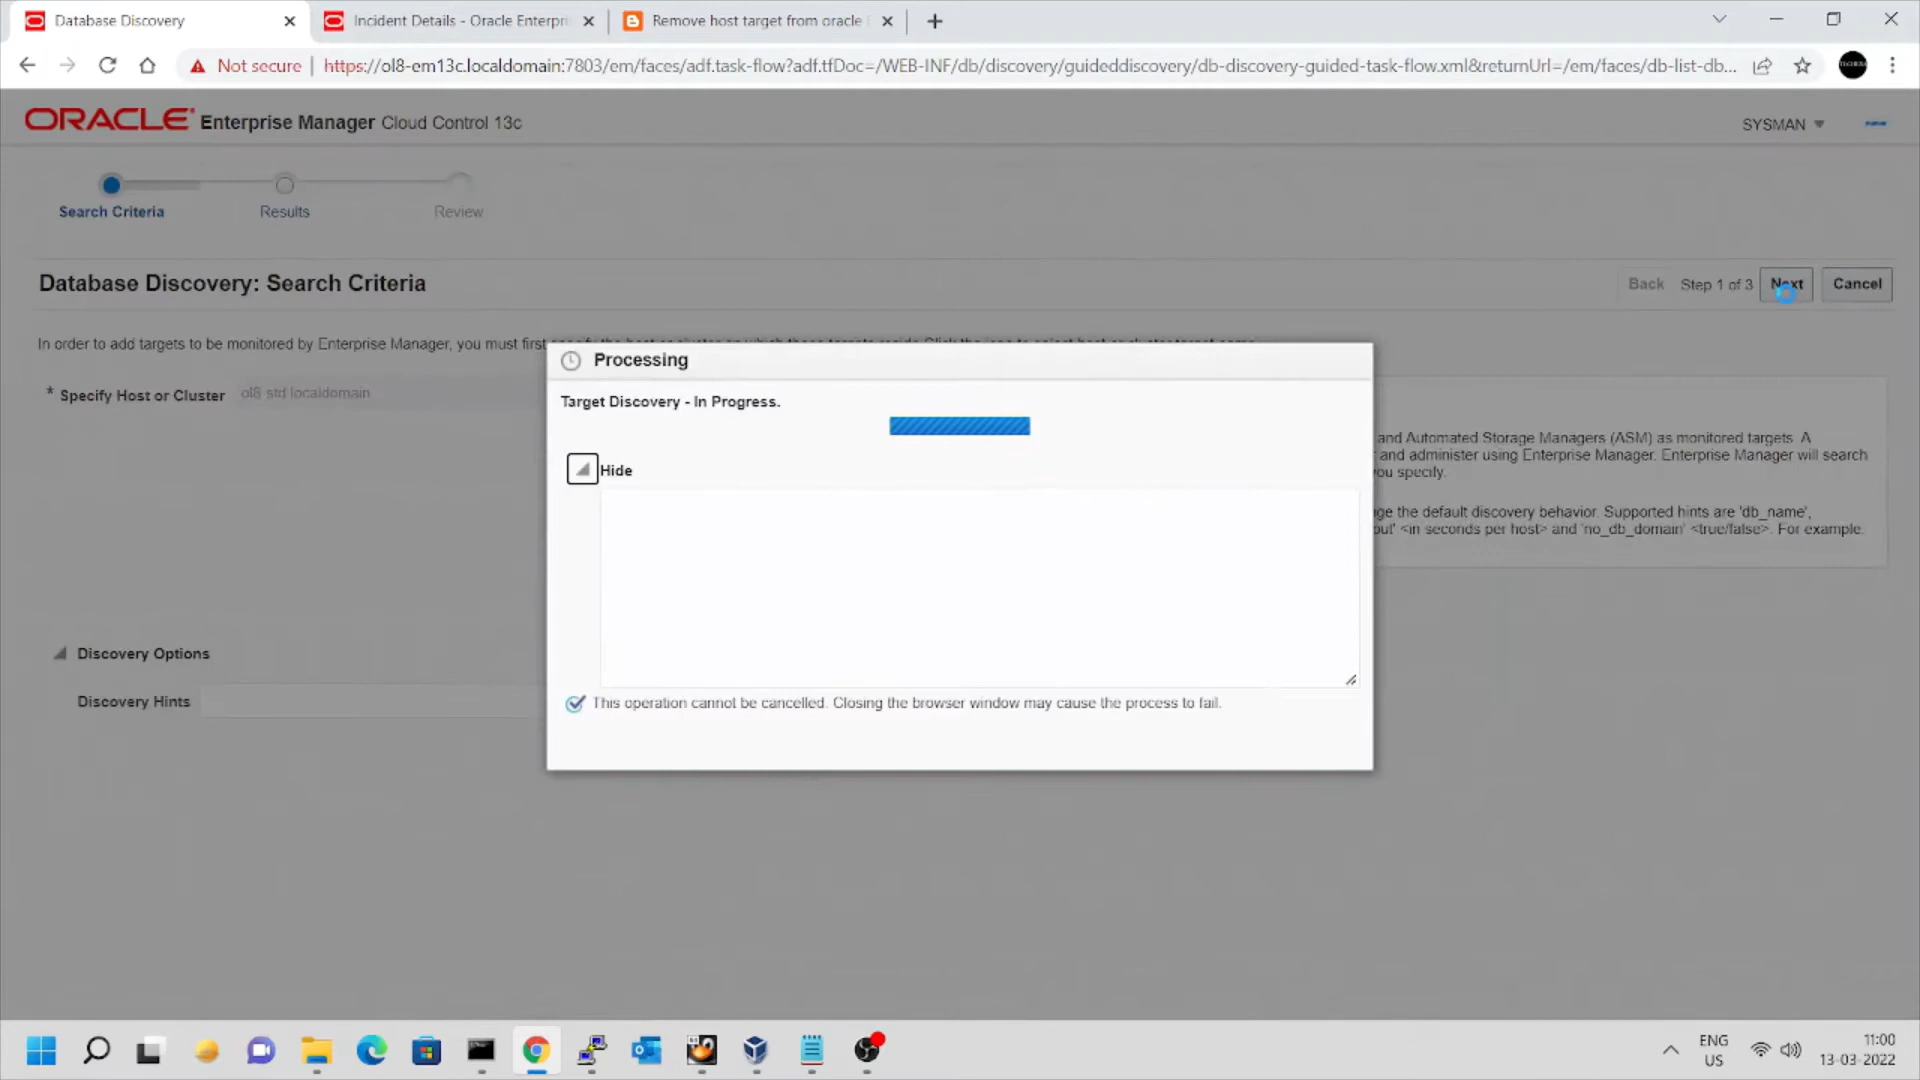 Database Discovery
Incident Details - Oracle Enterpri
Remove host target from oracle
Not secure
https://ol8-em13c.localdomain:7803/em/faces/adf.task-flow?adf.tfDoc=/WEB-INF/db/discovery/guideddiscovery/db-discovery-guided-task-flow.xml&returnUrl=/em/faces/db-list-db...
ORACLE Enterprise Manager Cloud Control 13c
SYSMAN
Search Criteria
Results
Review
Database Discovery: Search Criteria
Back Step 1 of 3 Next Cancel
In order to add targets to be monitored by Enterprise Manager, you must first
* Specify Host or Cluster ol8 std localdomain
Processing
Target Discovery - In Progress.
Hide
This operation cannot be cancelled. Closing the browser window may cause the process to fail.
and Automated Storage Managers (ASM) as monitored targets. A
and administer using Enterprise Manager. Enterprise Manager will search
you specify.
ge the default discovery behavior. Supported hints are 'db_name',
out' <in seconds per host> and 'no_db_domain' <true/false>. For example.
Discovery Options
Discovery Hints
ENG
US
11:00
13-03-2022